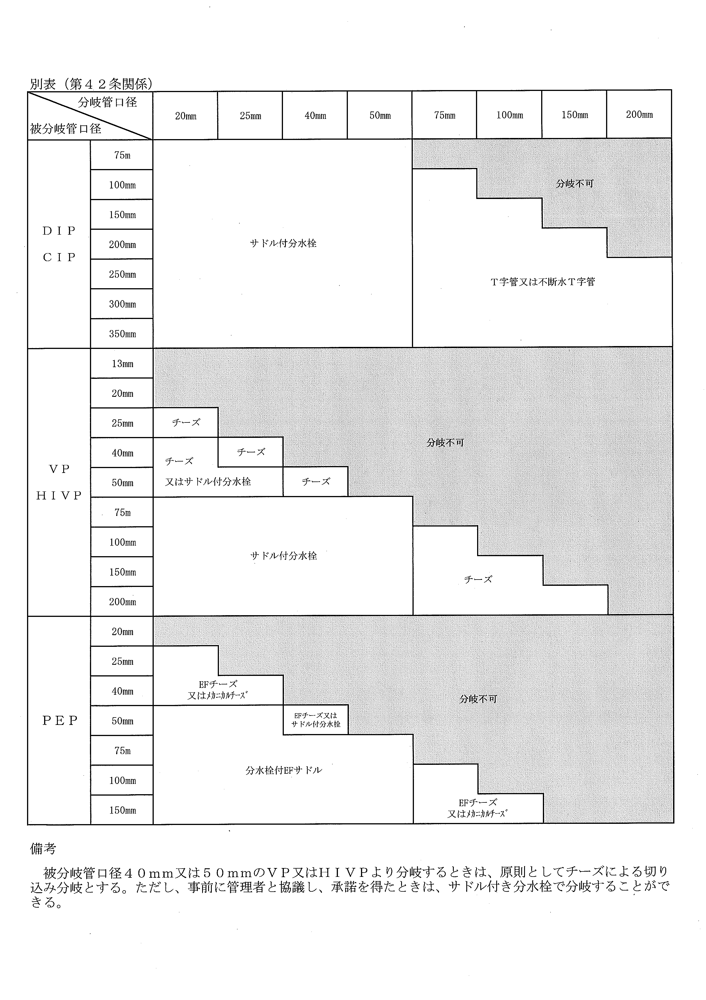 別表（第４２条関係）
分岐管口径
被分岐管口径
20mm 25mm 40mm 50mm 75mm 100mm 150mm 200mm
ＤＩＰ
ＣＩＰ
75m
100mm
150mm
200mm
250mm
300mm
350mm
サドル付分水栓
分岐不可
Ｔ字管又は不断水Ｔ字管
ＶＰ
ＨＩＶＰ
13mm
20mm
25mm
40mm
50mm
75m
100mm
150mm
200mm
チーズ
チーズ
チーズ
又はサドル付分水栓
チーズ
分岐不可
サドル付分水栓
チーズ
ＰＥＰ
20mm
25mm
40mm
50mm
75m
100mm
150mm
EFチーズ
又はﾒｶﾆｶﾙﾁｰｽﾞ
EFチーズ又は
サドル付分水栓
分岐不可
分水栓付EFサドル
EFチーズ
又はﾒｶﾆｶﾙﾁｰｽﾞ
備考
被分岐管口径４０ｍｍ又は５０ｍｍのＶＰ又はＨＩＶＰより分岐するときは、原則としてチーズによる切り
込み分岐とする。ただし、事前に管理者と協議し、承諾を得たときは、サドル付き分水栓で分岐することがで
きる。